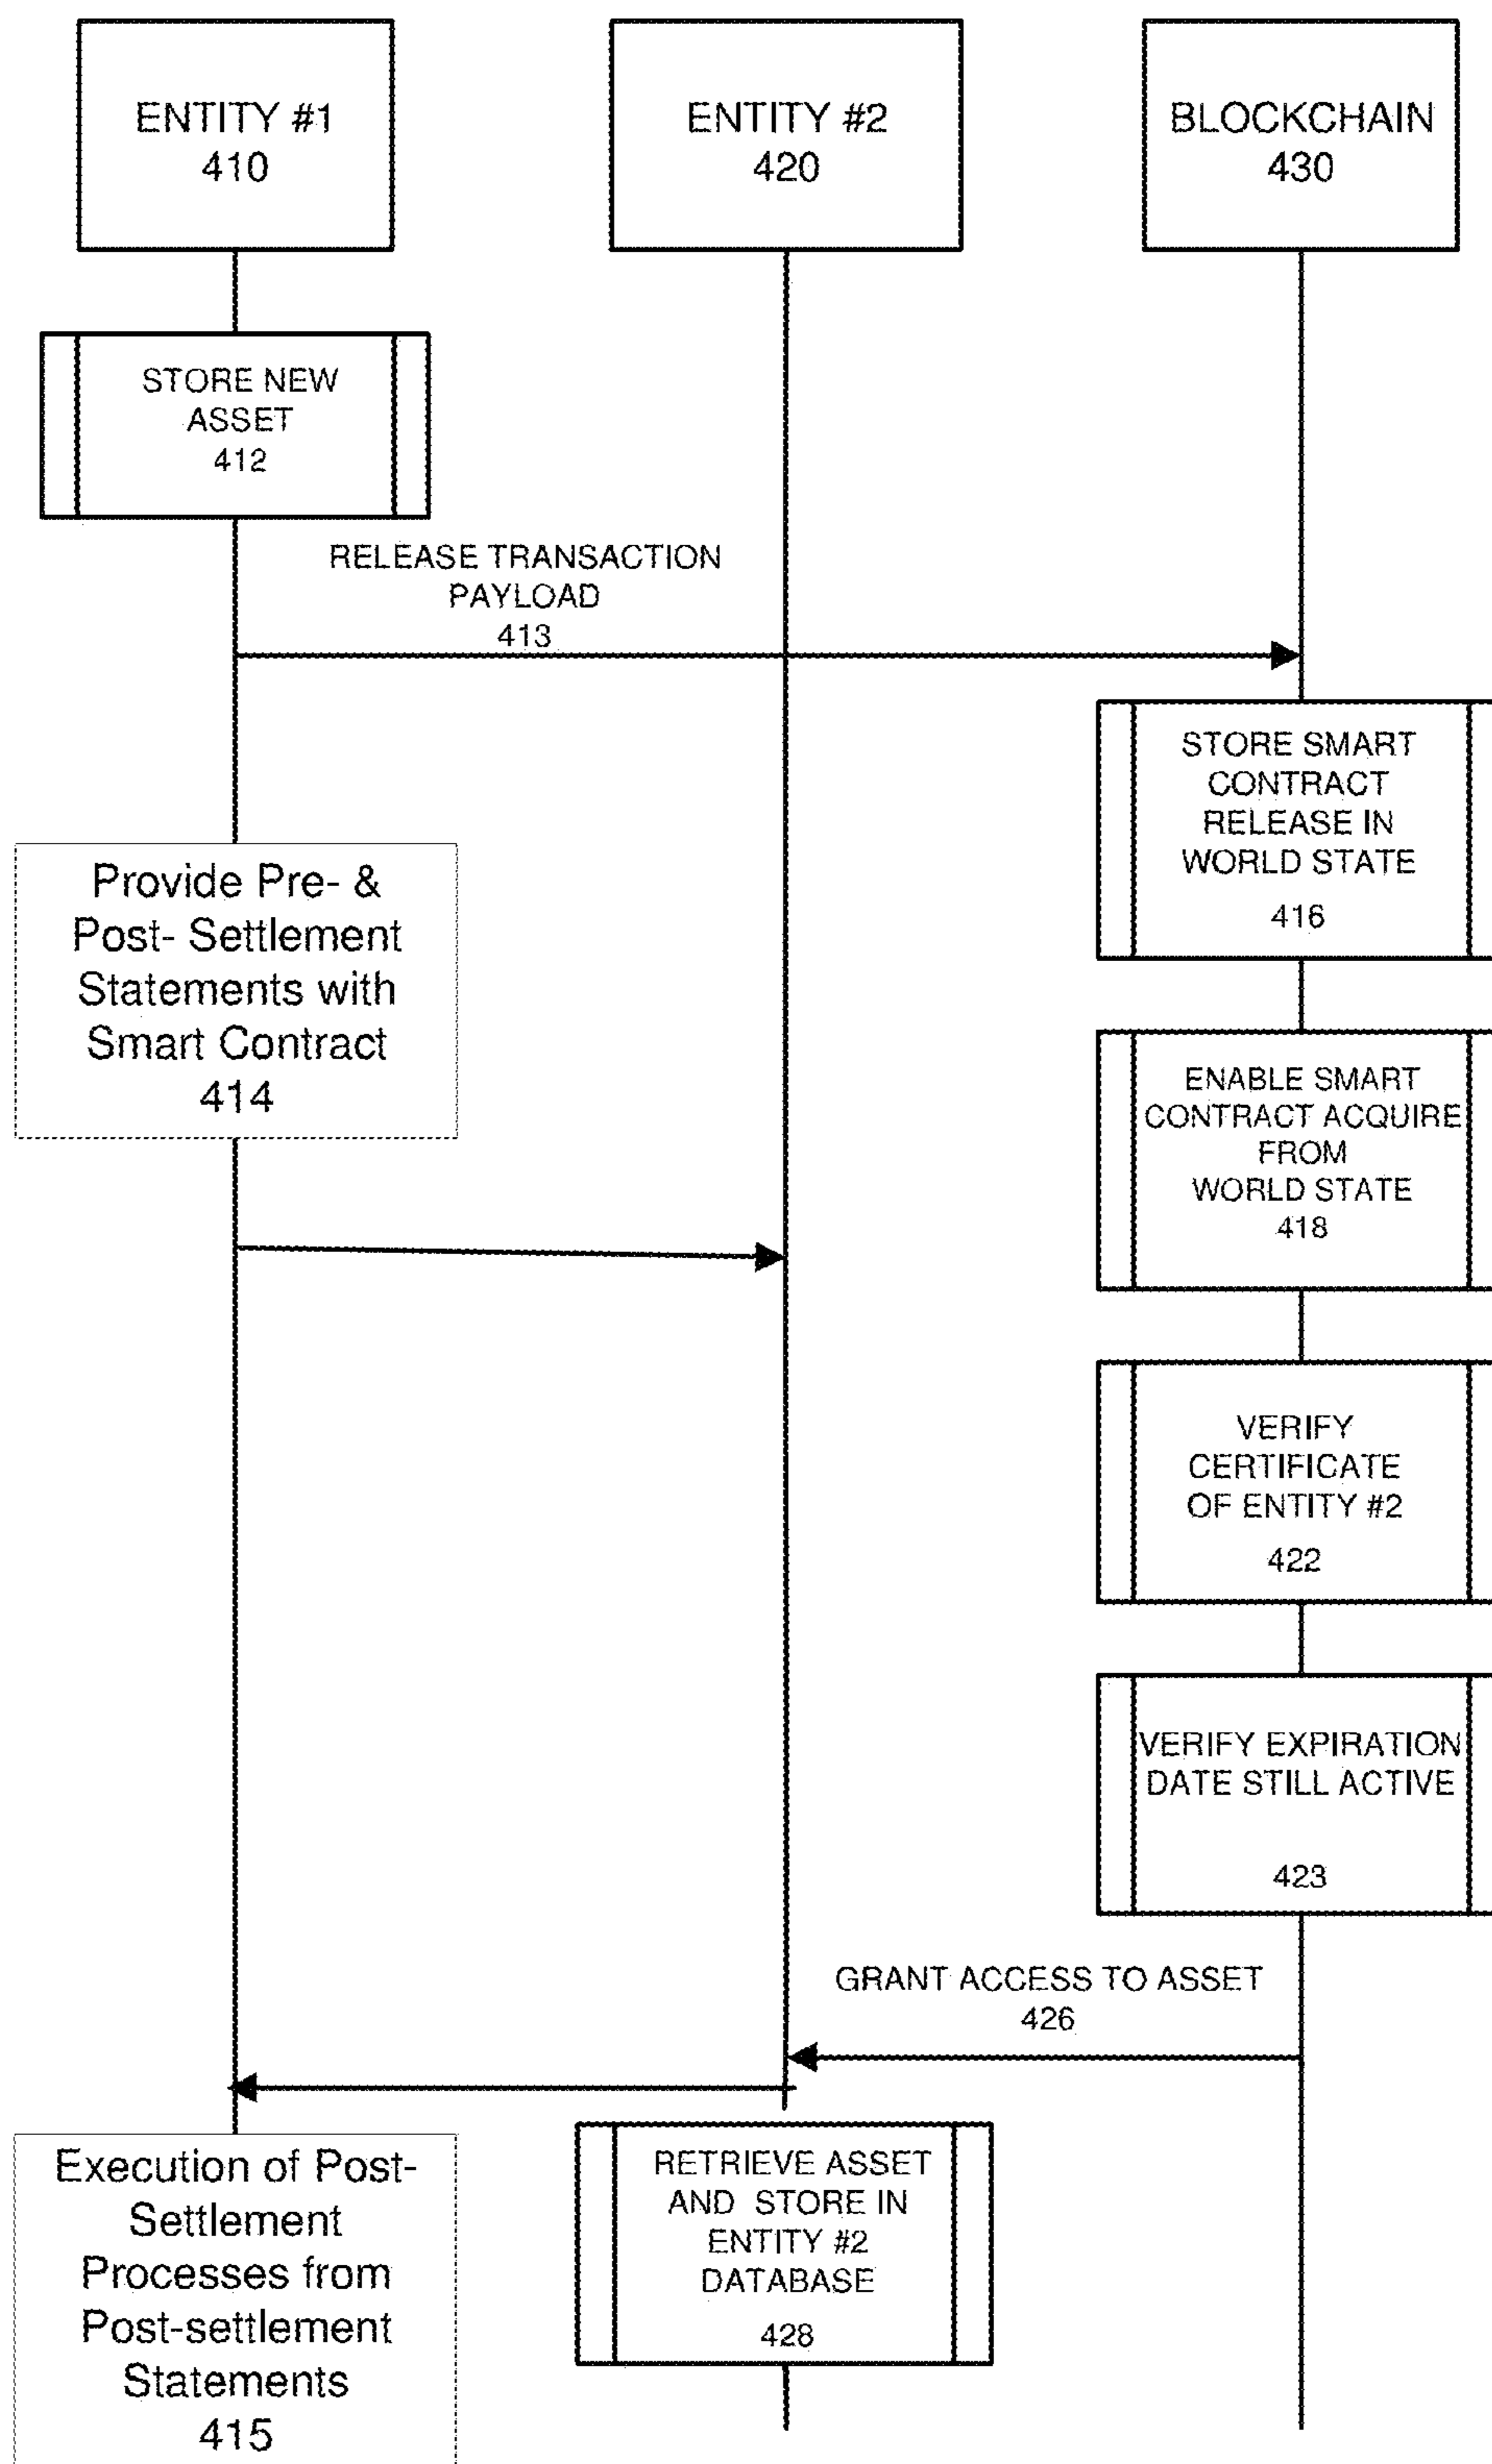 ENTITY #1
410
ENTITY #2
420
BLOCKCHAIN
430
STORE NEW
ASSET
412
RELEASE TRANSACTION
PAYLOAD
413
STORE SMART
CONTRACT
RELEASE IN
WORLD STATE
416
Provide Pre- &
Post- Settlement
Statements with
Smart Contract
414
ENABLE SMART
CONTRACT ACQUIRE
FROM
WORLD STATE
418
VERIFY
CERTIFICATE
OF ENTITY #2
422
VERIFY EXPIRATION
DATE STILL ACTIVE
423
GRANT ACCESS TO ASSET
426
Execution of Post-
Settlement
Processes from
Post-settlement
Statements
415
RETRIEVE ASSET
AND STORE IN
ENTITY #2
DATABASE
428